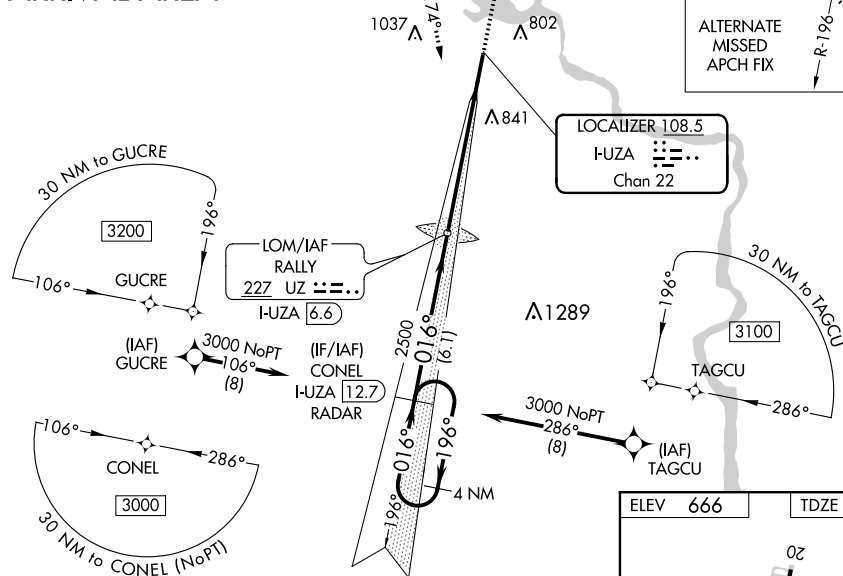 1037
174°
802
ALTERNATE
MISSED
APCH FIX
R-196
841
LOCALIZER 108.5
I-UZA
Chan 22
30 NM to GUCRE
3200
196°
106°
GUCRE
LOM/IAF
RALLY
227 UZ
I-UZA 6.6
1289
30 NM to TAGCU
196°
3100
TAGCU
286°
(IAF)
GUCRE
3000 NoPT
106°
(8)
(IF/IAF)
CONEL
I-UZA 12.7
RADAR
2500
016°
(6.1)
3000 NoPT
286°
(8)
(IAF)
TAGCU
106°
286°
CONEL
3000
30 NM to CONEL (NoPT)
016°
196°
196°
4 NM
ELEV 666
TDZE
20